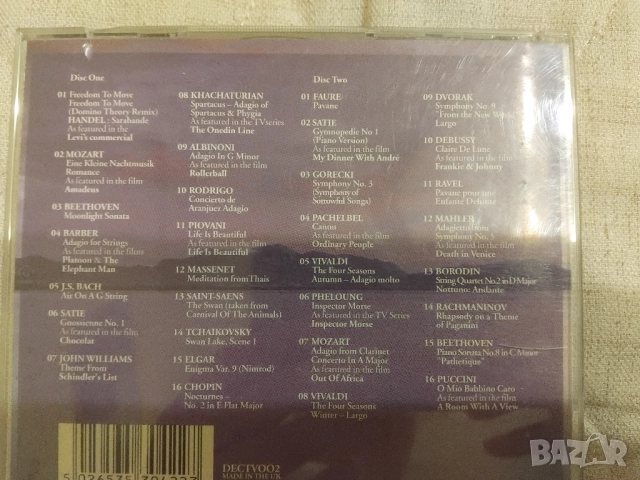 Disc One
01 Freedom To Move
Freedom To Move
(Domino Theory Remix)
HANDEL : Sarabande
As featured in the
Levi's commercial
02 MOZART
Eine Kleine Nachtmusik
Romance
As featured in the film
Amadeus
03 BEETHOVEN
Moonlight Sonata
04 BARBER
Adagio for Strings
As featured in the films
Platoon & The
Elephant Man
05 J.S. BACH
Air On A G String
06 SATIE
Gnossienne No. 1
As featured in the film
Chocolat
07 JOHN WILLIAMS
Theme From
Schindler's List
08 KHACHATURIAN
Spartacus – Adagio of
Spartacus & Phygia
As featured in the TVseries
The Onedin Line
09 ALBINONI
Adagio In G Minor
As featured in the film
Rollerball
10 RODRIGO
Concierto de
Aranjuez Adagio
11 PIOVANI
Life Is Beautiful
As featured in the film
Life Is Beautiful
12 MASSENET
Meditation from Thais
13 SAINT-SAENS
The Swan (taken from
Carnival Of The Animals)
14 TCHAIKOVSKY
Swan Lake, Scene 1
15 ELGAR
Enigma Var. 9 (Nimrod)
16 CHOPIN
Nocturnes –
No. 2 in E Flat Major
Disc Two
01 FAURE
Pavane
02 SATIE
Gymnopedie No 1
(Piano Version)
As featured in the film
My Dinner With André
03 GORECKI
Symphony No. 3
(Symphony of
Sorrowful Songs)
04 PACHELBEL
Canon
As featured in the film
Ordinary People
05 VIVALDI
The Four Seasons
Autumn – Adagio molto
06 PHELOUNG
Inspector Morse
As featured in the TV Series
Inspector Morse
07 MOZART
Adagio from Clarinet
Concerto In A Major
As featured in the film
Out Of Africa
08 VIVALDI
The Four Seasons
Winter – Largo
09 DVORAK
Symphony No. 9
"From the New World"
Largo
10 DEBUSSY
Claire De Lune
As featured in the film
Frankie & Johnny
11 RAVEL
Pavane pour une
Enfante Defunte
12 MAHLER
Adagietto from
Symphony No. 5
As featured in the film
Death in Venice
13 BORODIN
String Quartet No.2 in D Major
Notturno: Andante
14 RACHMANINOV
Rhapsody on a Theme
of Paganini
15 BEETHOVEN
Piano Sonata No.8 in C Minor
"Pathetique"
16 PUCCINI
O Mio Babbino Caro
As featured in the film
A Room With A View
DECTV002
MADE IN THE UK
BAZAR.bg